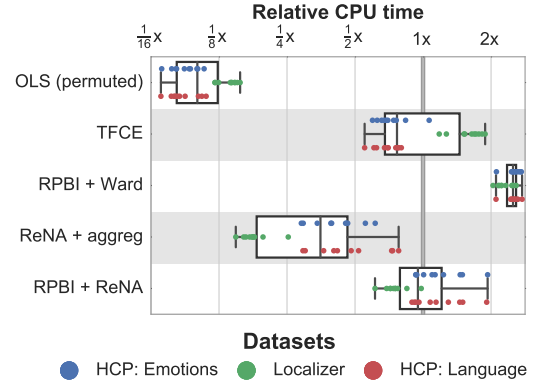 Relative CPU time
1/16x 1/8x 1/4x 1/2x 1x 2x
OLS (permuted)
TFCE
RPBI + Ward
ReNA + aggreg
RPBI + ReNA
Datasets
HCP: Emotions Localizer HCP: Language